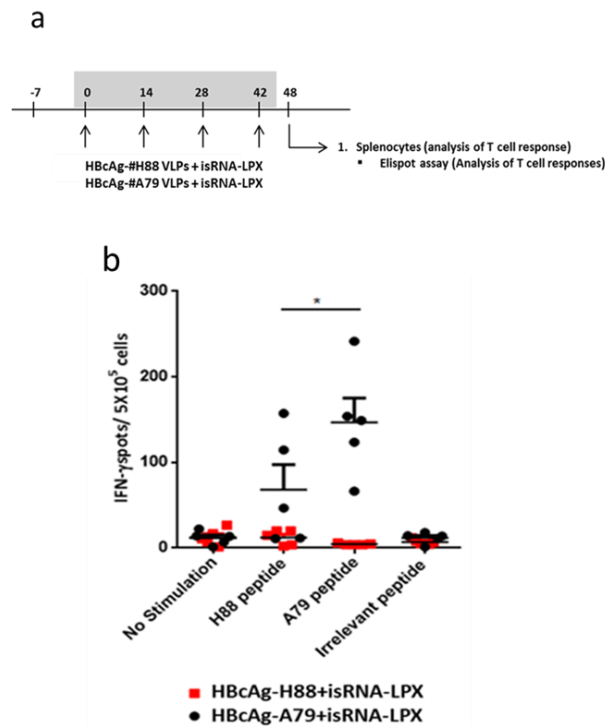 a
-7 0 14 28 42 48
HBcAg-#H88 VLPs + isRNA-LPX
HBcAg-#A79 VLPs + isRNA-LPX
1. Splenocytes (analysis of T cell response)
▪ Elispot assay (Analysis of T cell responses)
b
IFN-γspots/ 5X10⁵ cells
300
200
100
0
*
No Stimulation
H88 peptide
A79 peptide
Irrelevant peptide
HBcAg-H88+isRNA-LPX
HBcAg-A79+isRNA-LPX